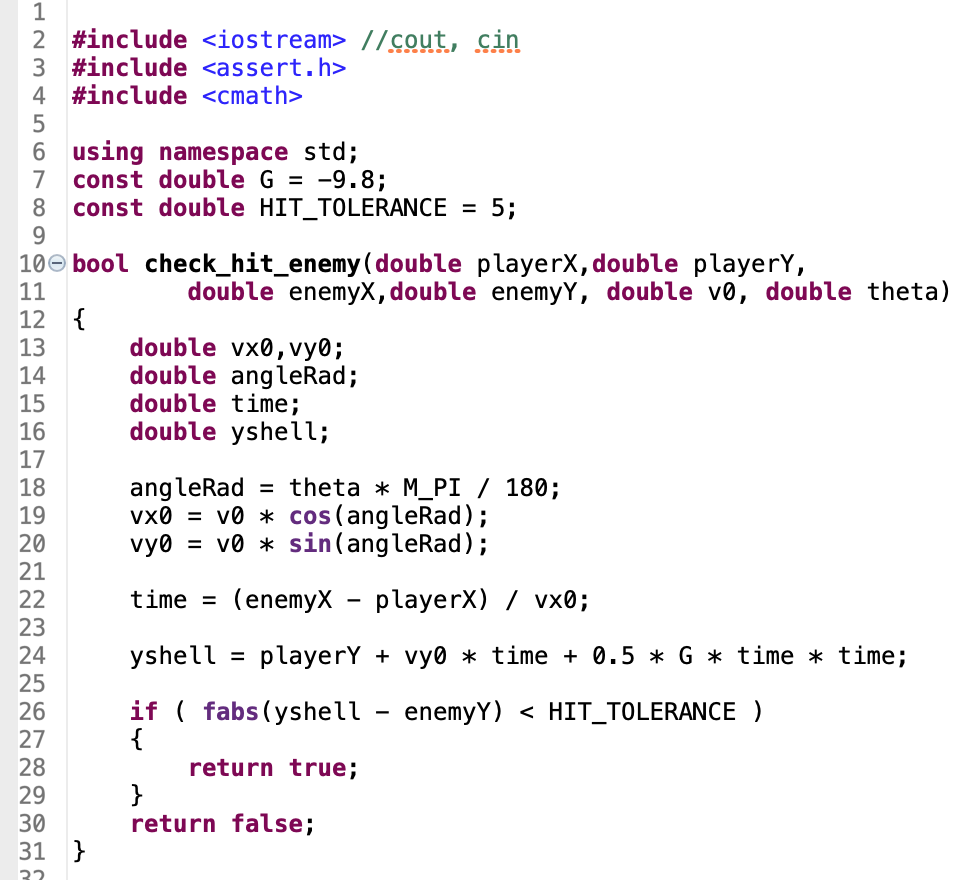 1
2 #include <iostream> //cout, cin
3 #include <assert.h>
4 #include <cmath>
5
6 using namespace std;
7 const double G = -9.8;
8 const double HIT_TOLERANCE = 5;
9
10 bool check_hit_enemy(double playerX,double playerY,
11         double enemyX,double enemyY, double v0, double theta)
12 {
13     double vx0,vy0;
14     double angleRad;
15     double time;
16     double yshell;
17
18     angleRad = theta * M_PI / 180;
19     vx0 = v0 * cos(angleRad);
20     vy0 = v0 * sin(angleRad);
21
22     time = (enemyX - playerX) / vx0;
23
24     yshell = playerY + vy0 * time + 0.5 * G * time * time;
25
26     if ( fabs(yshell - enemyY) < HIT_TOLERANCE )
27     {
28         return true;
29     }
30     return false;
31 }
32